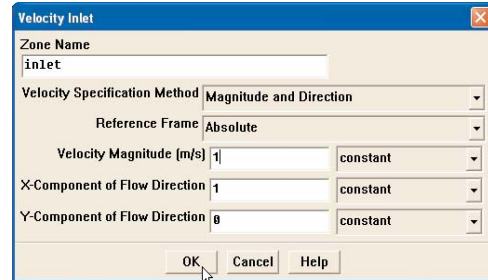 Velocity Inlet
Zone Name
inlet
Velocity Specification Method Magnitude and Direction
Reference Frame Absolute
Velocity Magnitude (m/s) 1 constant
X-Component of Flow Direction 1 constant
Y-Component of Flow Direction 0 constant
OK Cancel Help